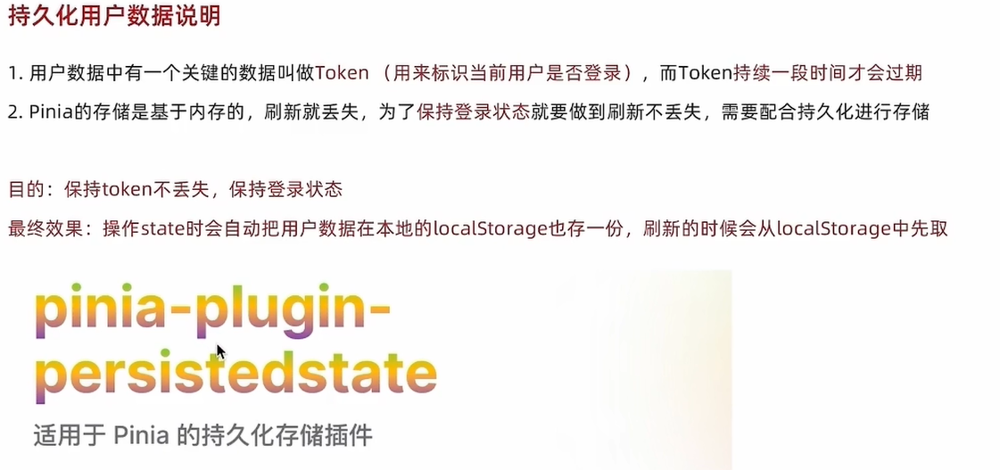 持久化用户数据说明
1. 用户数据中有一个关键的数据叫做Token （用来标识当前用户是否登录），而Token持续一段时间才会过期
2. Pinia的存储是基于内存的，刷新就丢失，为了保持登录状态就要做到刷新不丢失，需要配合持久化进行存储
目的：保持token不丢失，保持登录状态
最终效果：操作state时会自动把用户数据在本地的localStorage也存一份，刷新的时候会从localStorage中先取
pinia-plugin-
persistedstate
适用于 Pinia 的持久化存储插件